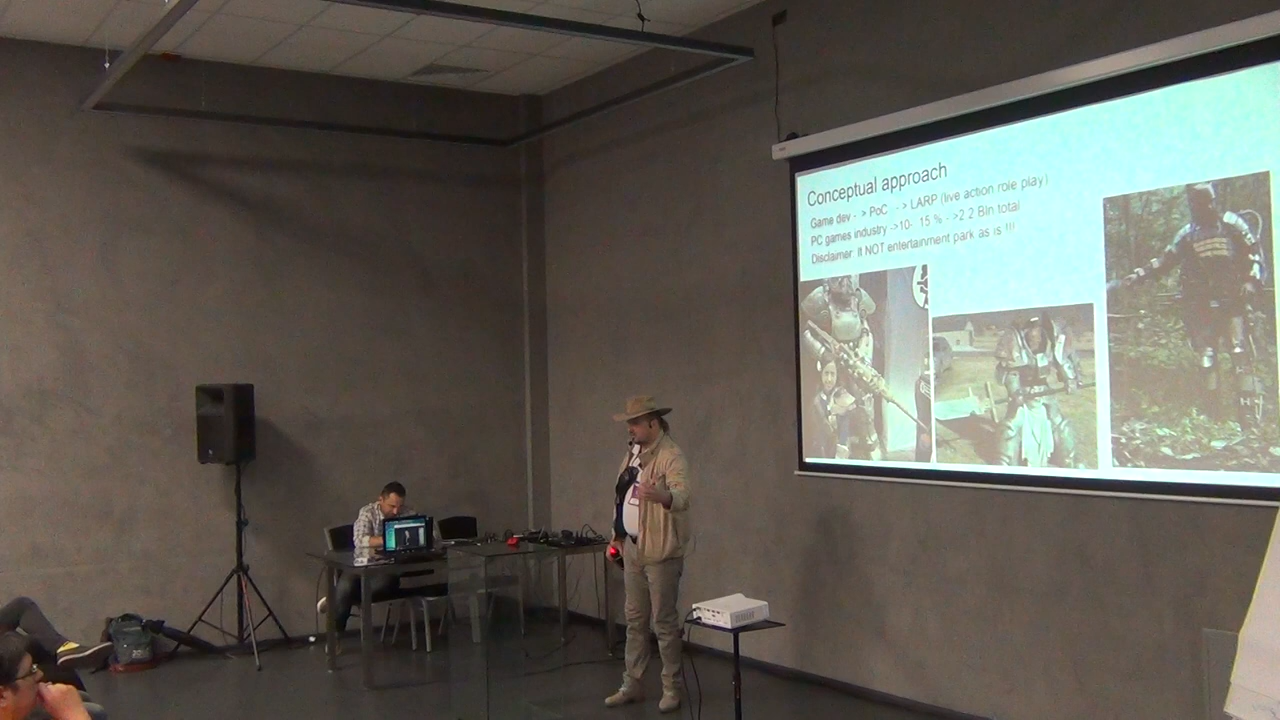 Conceptual approach
Game dev - > PoC - > LARP (live action role play)
PC games industry ->10- 15 % - >2.2 Bln total
Disclaimer: It NOT entertainment park as is !!!